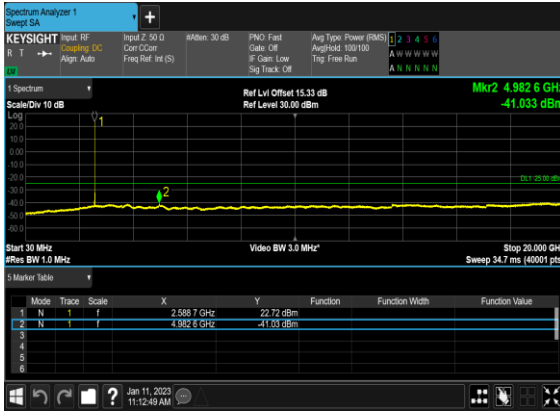 Spectrum Analyzer 1
Swept SA
+
KEYSIGHT
R T
LV
Input: RF
Coupling: DC
Align: Auto
Input Z: 50 Ω
Corr CCorr
Freq Ref: Int (S)
#Atten: 30 dB
PNO: Fast
Gate: Off
IF Gain: Low
Sig Track: Off
Avg Type: Power (RMS)
Avg|Hold: 100/100
Trig: Free Run
1 2 3 4 5 6
A W W W W W
A N N N N N
1 Spectrum
Scale/Div 10 dB
Ref Lvl Offset 15.33 dB
Ref Level 30.00 dBm
Mkr2 4.982 6 GHz
-41.033 dBm
Log
20.0
10.0
0.00
-10.0
-20.0
-30.0
-40.0
-50.0
-60.0
1
2
Start 30 MHz
#Res BW 1.0 MHz
Video BW 3.0 MHz*
Stop 20.000 GH
Sweep 34.7 ms (40001 pts
5 Marker Table
Mode Trace Scale X Y Function Function Width Function Value
1 N 1 f 2.588 7 GHz 22.72 dBm
2 N 1 f 4.982 6 GHz -41.03 dBm
3
4
5
6
?
Jan 11, 2023
11:12:49 AM